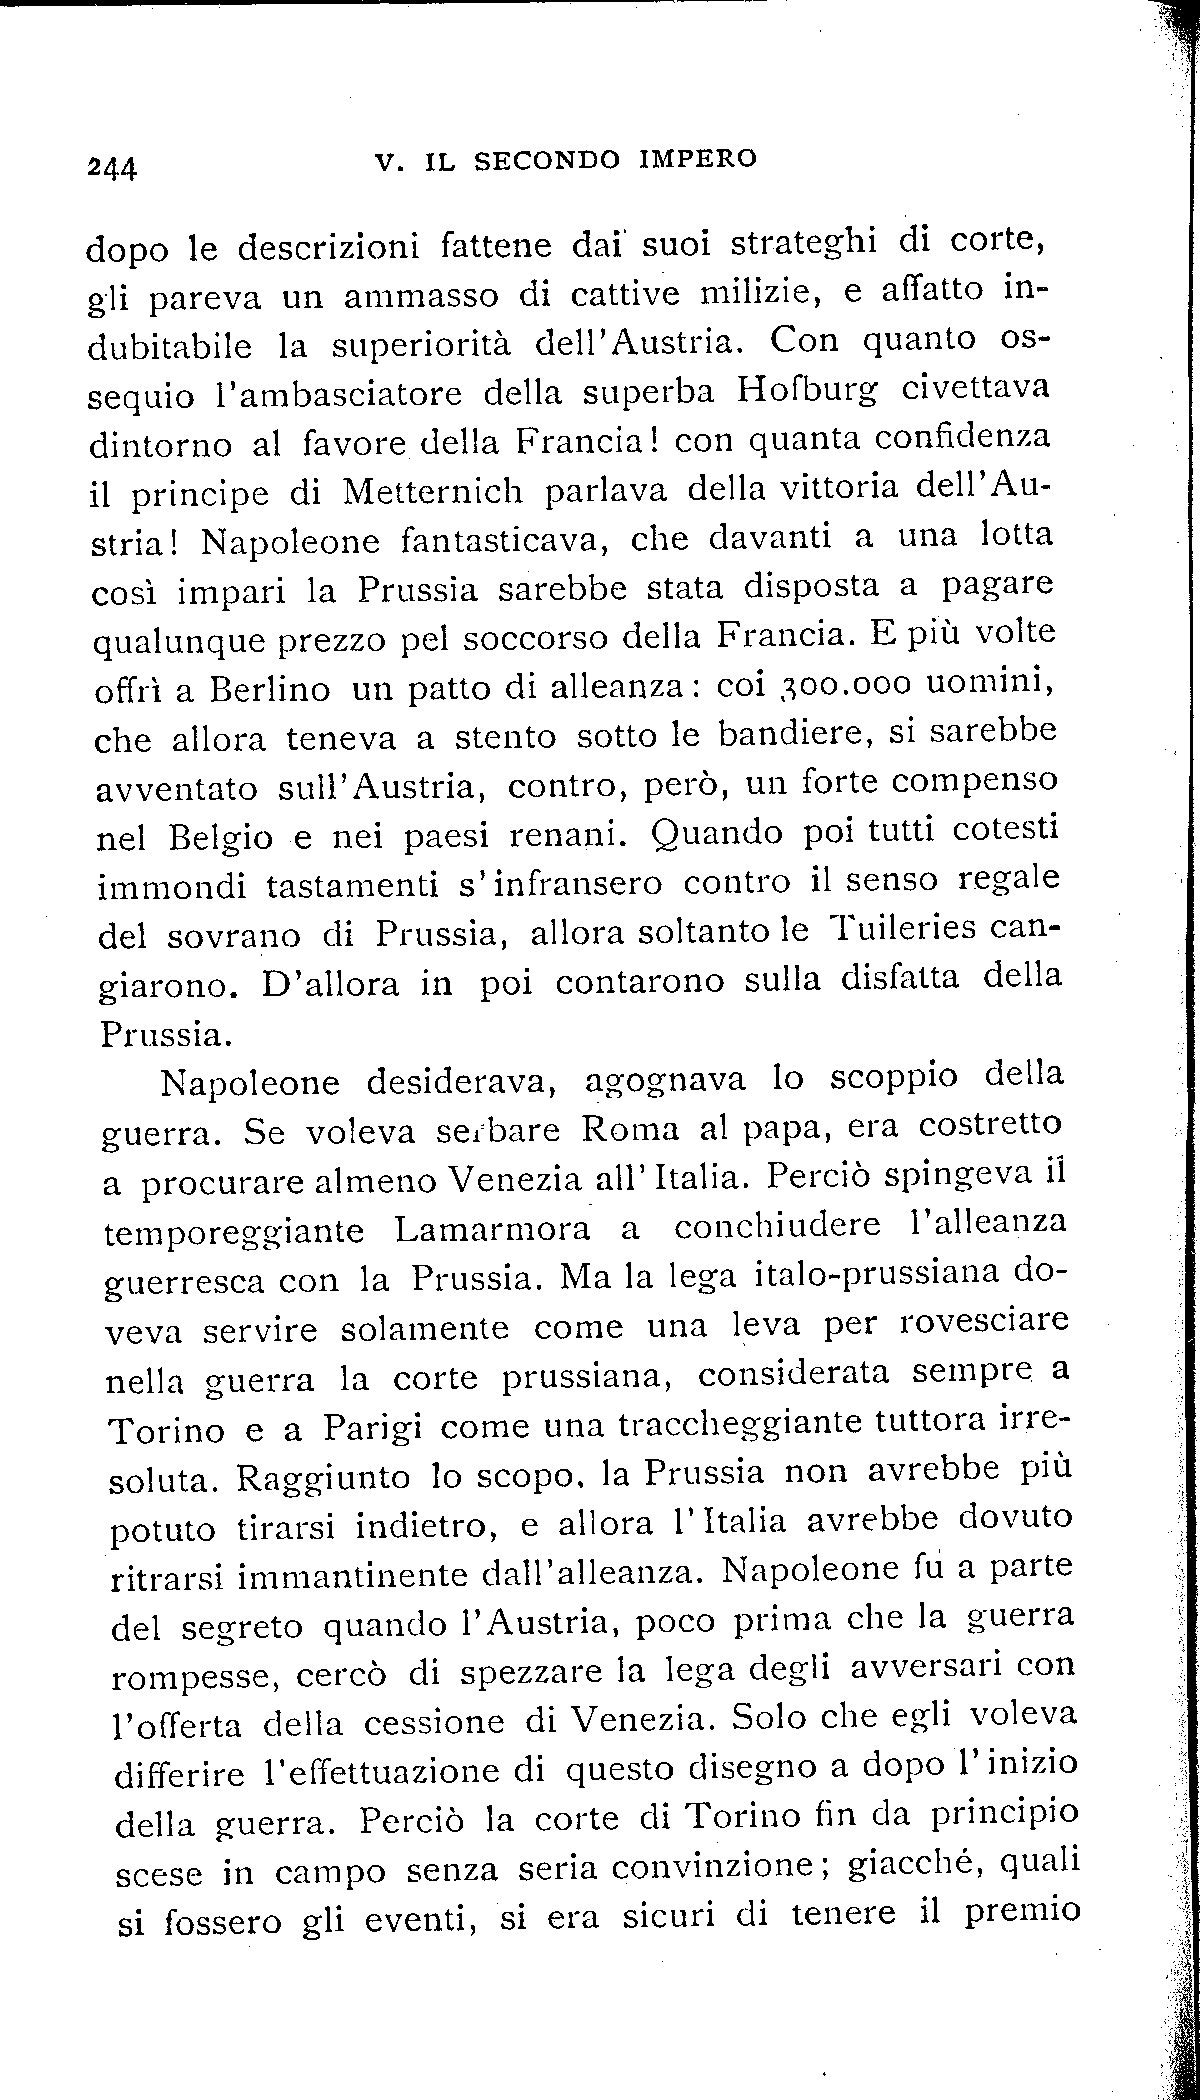 244 V. IL SECONDO IMPERO
dopo le descrizioni fattene dai suoi strateghi di corte,
gli pareva un ammasso di cattive milizie, e affatto in-
dubitabile la superiorità dell'Austria. Con quanto os-
sequio l'ambasciatore della superba Hofburg civettava
dintorno al favore della Francia! con quanta confidenza
il principe di Metternich parlava della vittoria dell'Au-
stria! Napoleone fantasticava, che davanti a una lotta
così impari la Prussia sarebbe stata disposta a pagare
qualunque prezzo pel soccorso della Francia. E più volte
offrì a Berlino un patto di alleanza: coi 300.000 uomini,
che allora teneva a stento sotto le bandiere, si sarebbe
avventato sull'Austria, contro, però, un forte compenso
nel Belgio e nei paesi renani. Quando poi tutti cotesti
immondi tastamenti s'infransero contro il senso regale
del sovrano di Prussia, allora soltanto le Tuileries can-
giarono. D'allora in poi contarono sulla disfatta della
Prussia.
Napoleone desiderava, agognava lo scoppio della
guerra. Se voleva serbare Roma al papa, era costretto
a procurare almeno Venezia all'Italia. Perciò spingeva il
temporeggiante Lamarmora a conchiudere l'alleanza
guerresca con la Prussia. Ma la lega italo-prussiana do-
veva servire solamente come una leva per rovesciare
nella guerra la corte prussiana, considerata sempre a
Torino e a Parigi come una traccheggiante tuttora irre-
soluta. Raggiunto lo scopo, la Prussia non avrebbe più
potuto tirarsi indietro, e allora l'Italia avrebbe dovuto
ritrarsi immantinente dall'alleanza. Napoleone fu a parte
del segreto quando l'Austria, poco prima che la guerra
rompesse, cercò di spezzare la lega degli avversari con
l'offerta della cessione di Venezia. Solo che egli voleva
differire l'effettuazione di questo disegno a dopo l'inizio
della guerra. Perciò la corte di Torino fin da principio
scese in campo senza seria convinzione; giacché, quali
si fossero gli eventi, si era sicuri di tenere il premio